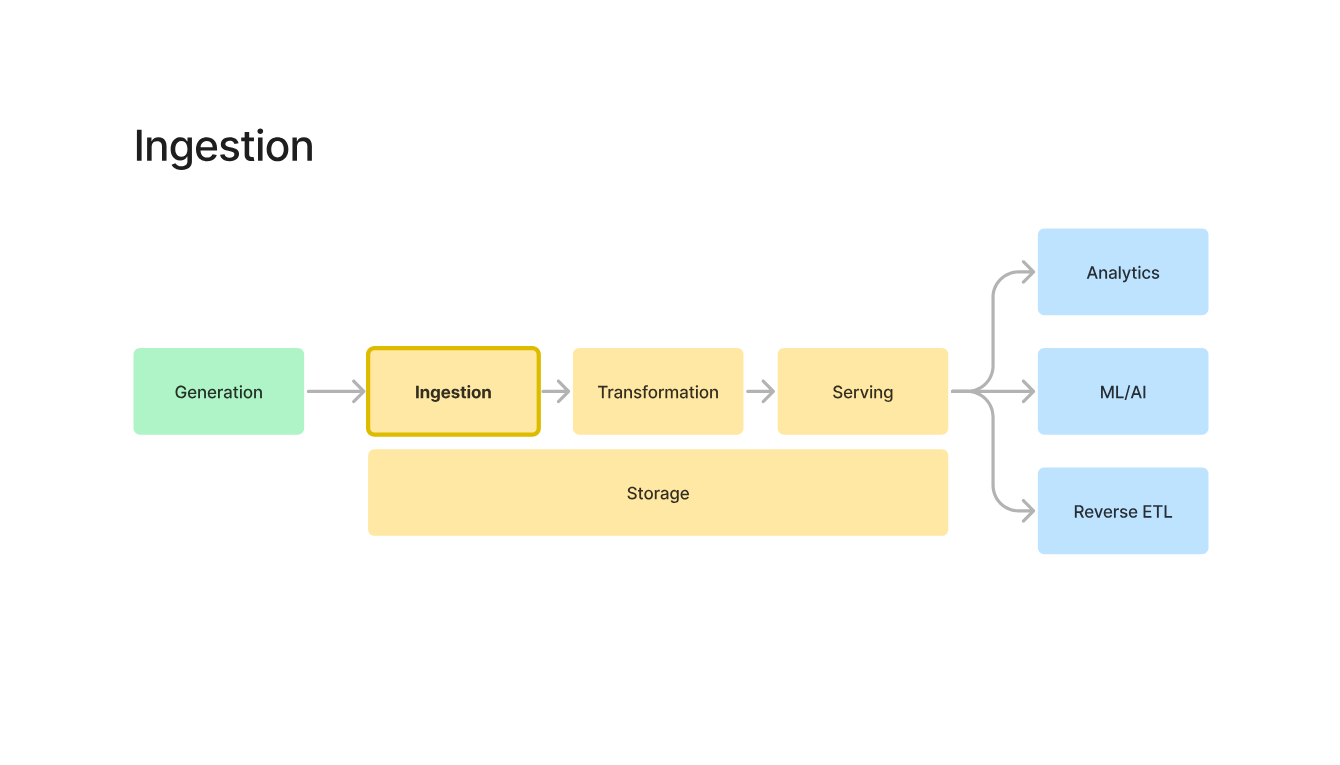 Ingestion
Generation
Ingestion
Transformation
Serving
Storage
Analytics
ML/AI
Reverse ETL